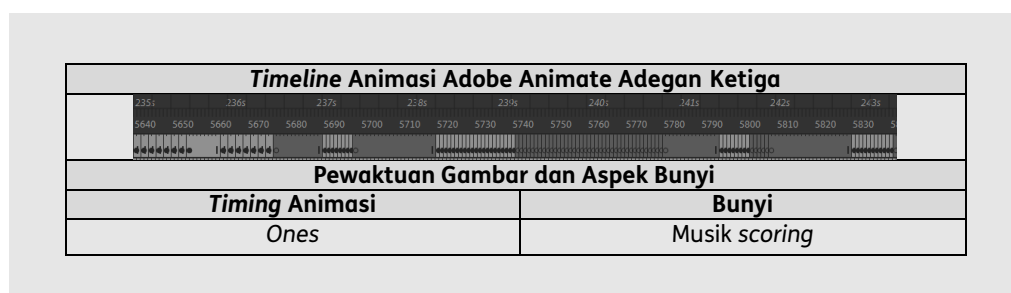 Timeline Animasi Adobe Animate Adegan Ketiga
235s 236s 237s 238s 239s 240s 241s 242s 243s
5640 5650 5660 5670 5680 5690 5700 5710 5720 5730 5740 5750 5760 5770 5780 5790 5800 5810 5820 5830
Pewaktuan Gambar dan Aspek Bunyi
Timing Animasi Bunyi
Ones Musik scoring